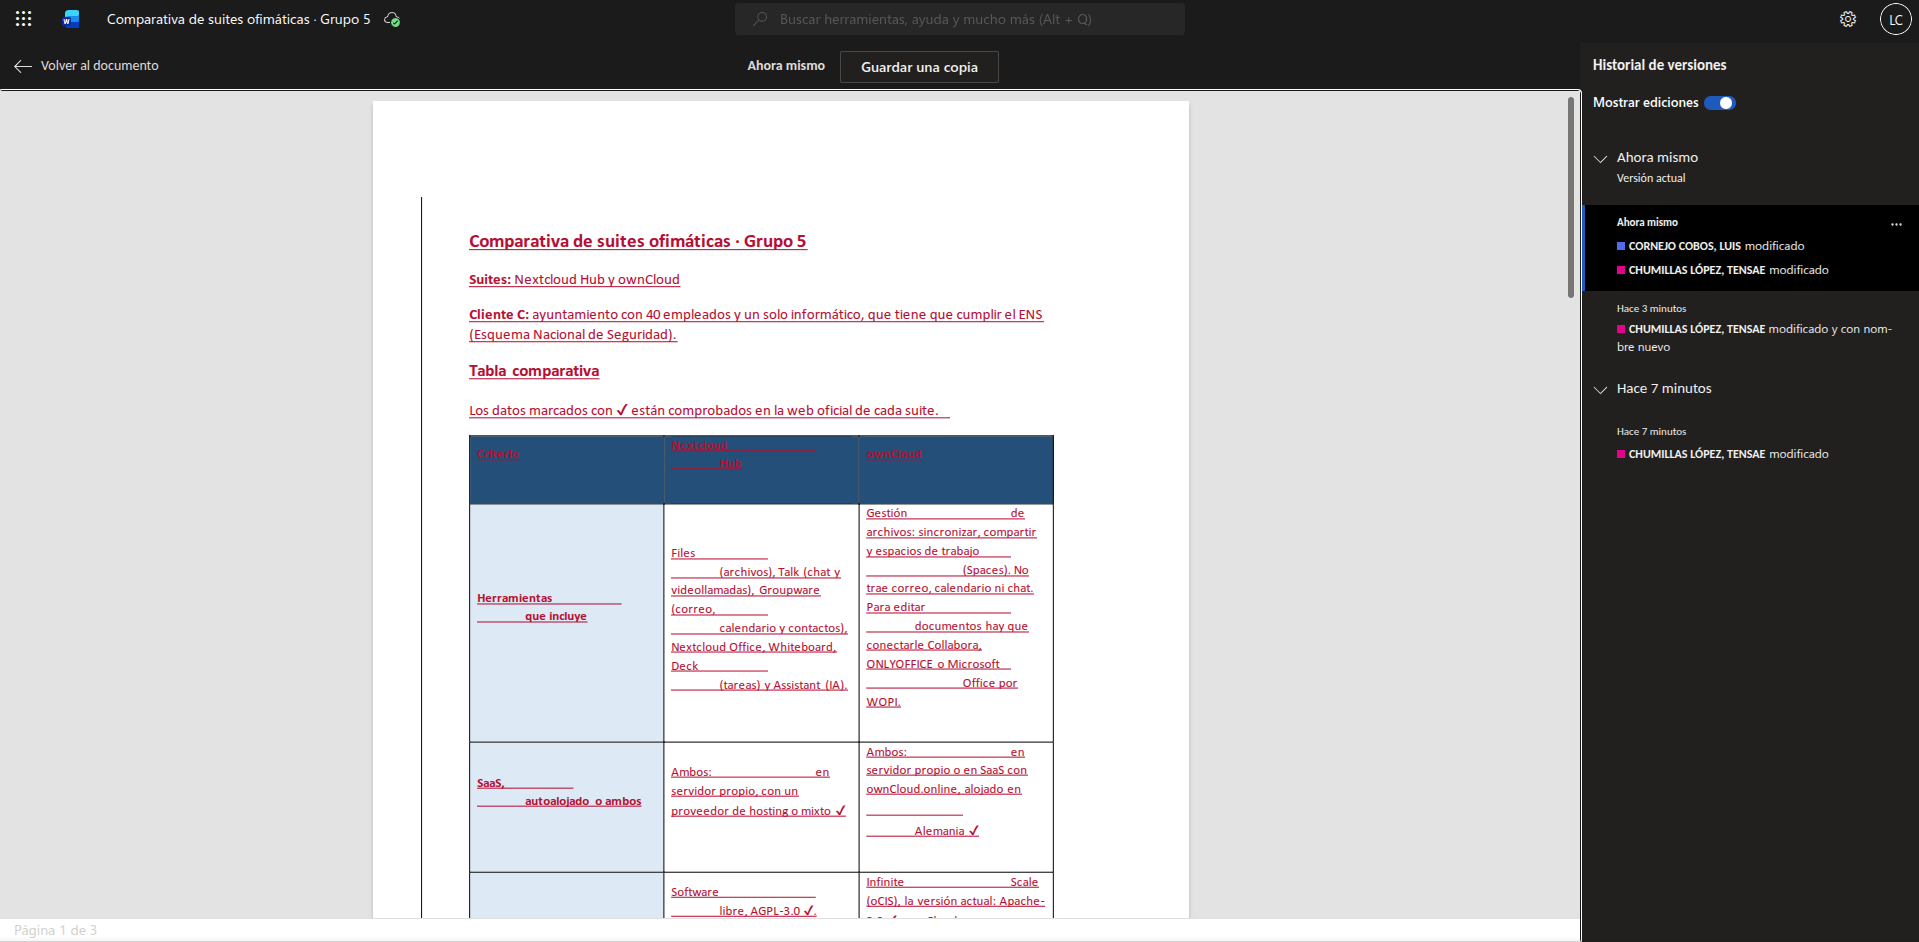 Comparativa de suites ofimáticas · Grupo 5
Buscar herramientas, ayuda y mucho más (Alt + Q)
LC
Volver al documento
Ahora mismo
Guardar una copia
Comparativa de suites ofimáticas · Grupo 5
Suites: Nextcloud Hub y ownCloud
Cliente C: ayuntamiento con 40 empleados y un solo informático, que tiene que cumplir el ENS
(Esquema Nacional de Seguridad).
Tabla comparativa
Los datos marcados con ✓ están comprobados en la web oficial de cada suite.
Criterio
Nextcloud
Hub
ownCloud
Herramientas
que incluye
Files
(archivos), Talk (chat y
videollamadas), Groupware
(correo,
calendario y contactos),
Nextcloud Office, Whiteboard,
Deck
(tareas) y Assistant (IA).
Gestión de
archivos: sincronizar, compartir
y espacios de trabajo
(Spaces). No
trae correo, calendario ni chat.
Para editar
documentos hay que
conectarle Collabora,
ONLYOFFICE o Microsoft
Office por
WOPI.
SaaS,
autoalojado o ambos
Ambos: en
servidor propio, con un
proveedor de hosting o mixto ✓
Ambos: en
servidor propio o en SaaS con
ownCloud.online, alojado en
Alemania ✓
Software
libre, AGPL-3.0 ✓.
Infinite Scale
(oCIS), la versión actual: Apache-
Página 1 de 3
Historial de versiones
Mostrar ediciones
Ahora mismo
Versión actual
Ahora mismo
...
CORNEJO COBOS, LUIS modificado
CHUMILLAS LÓPEZ, TENSAE modificado
Hace 3 minutos
CHUMILLAS LÓPEZ, TENSAE modificado y con nom-
bre nuevo
Hace 7 minutos
Hace 7 minutos
CHUMILLAS LÓPEZ, TENSAE modificado